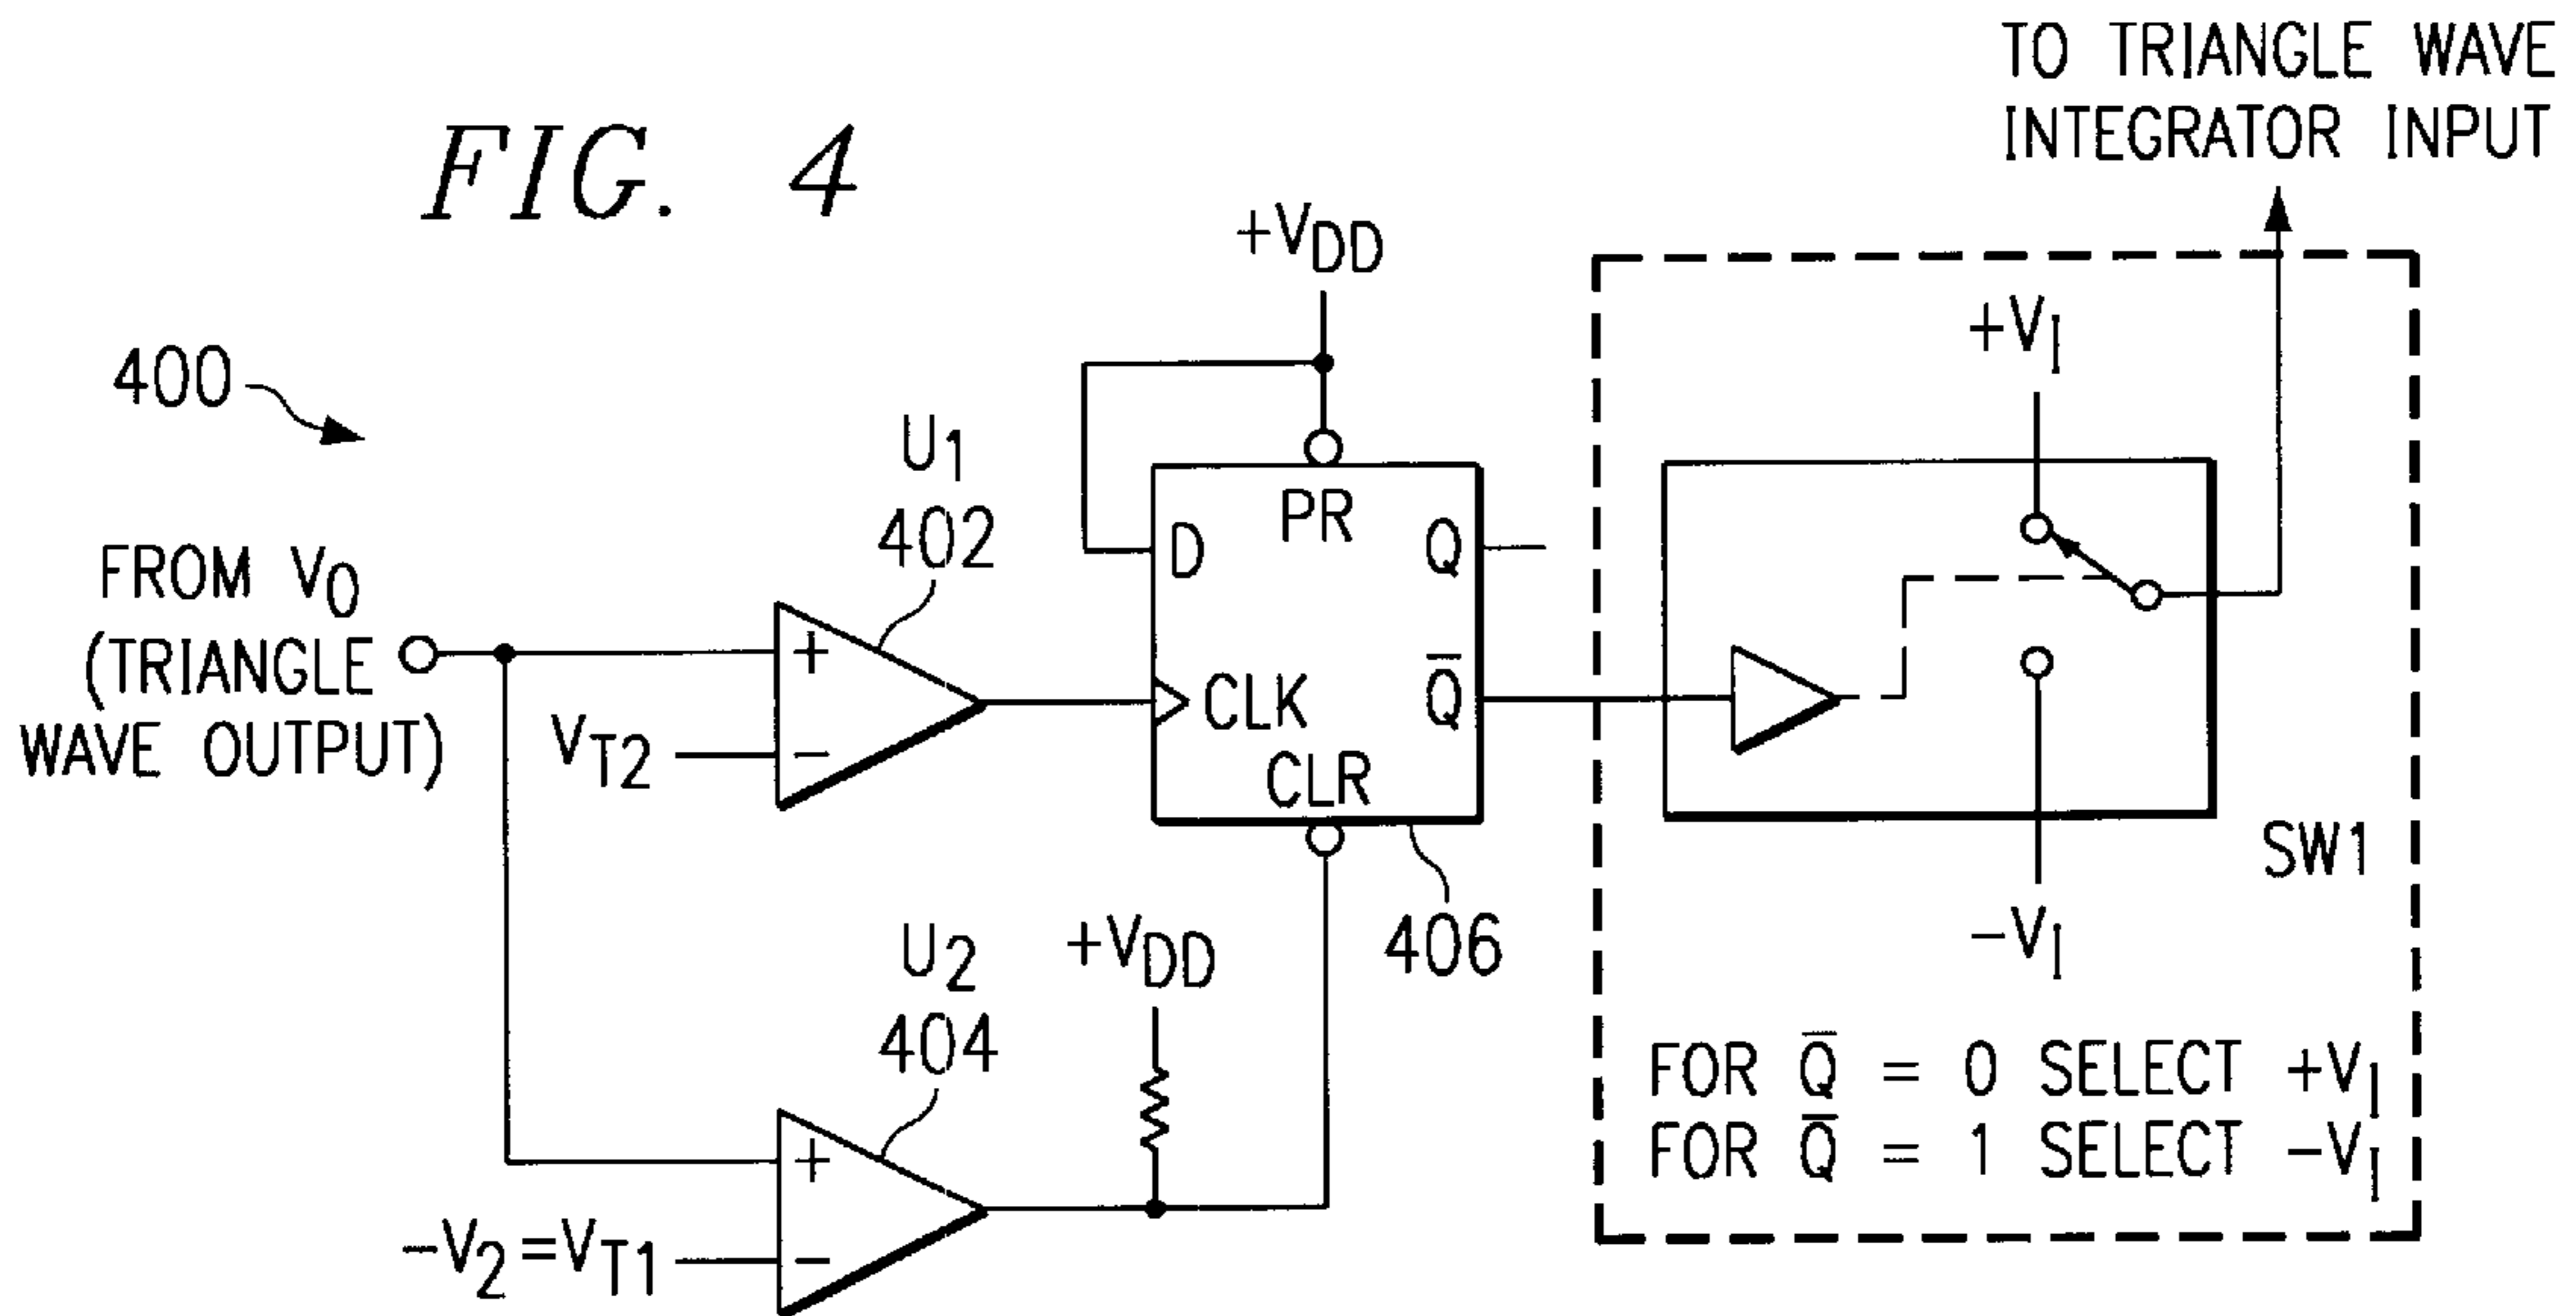 FIG. 4
TO TRIANGLE WAVE
INTEGRATOR INPUT
400
FROM VO
(TRIANGLE
WAVE OUTPUT)
U1
402
+
VT2
−
+VDD
D
PR
Q
CLK
Q̅
CLR
406
+VI
−VI
SW1
U2
404
+VDD
+
−V2=VT1
−
FOR Q̅ = 0 SELECT +VI
FOR Q̅ = 1 SELECT −VI